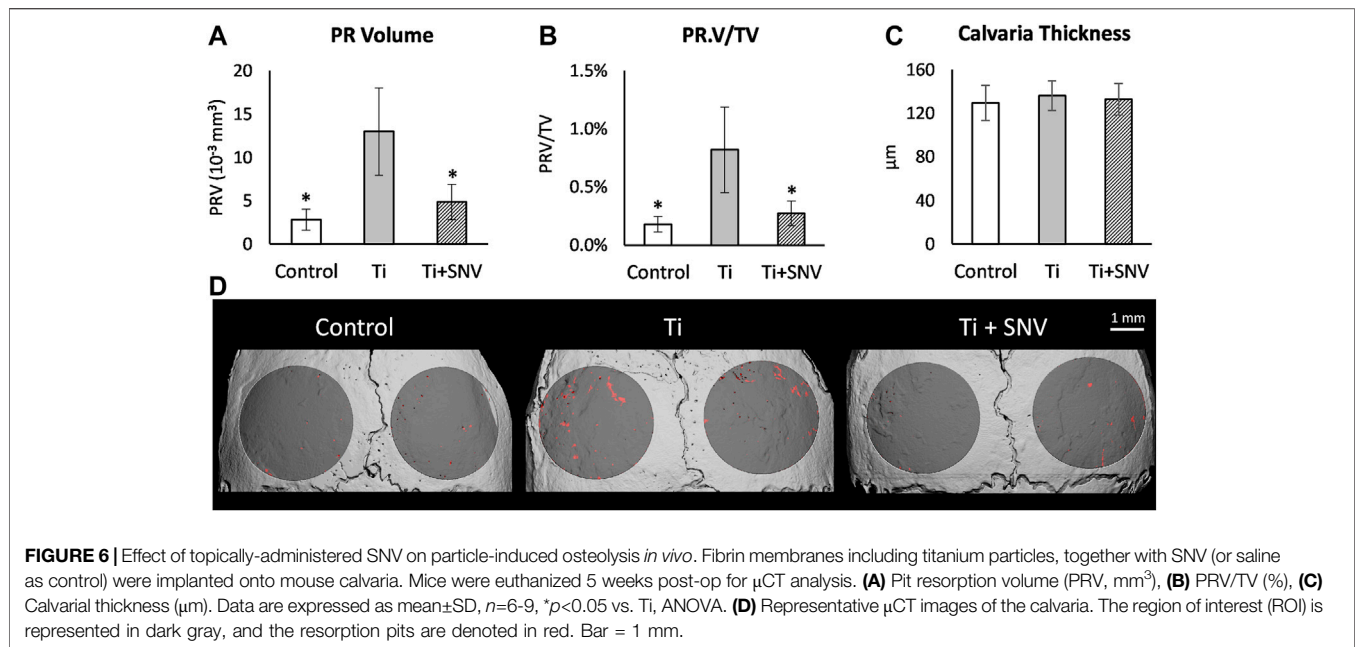 A PR Volume
B PR.V/TV
C Calvaria Thickness
20
15
10
5
0
PRV (10⁻³ mm³)
*
*
Control Ti Ti+SNV
1.5%
1.0%
0.5%
0.0%
PRV/TV
*
*
Control Ti Ti+SNV
160
120
80
40
0
µm
Control Ti Ti+SNV
D
Control Ti Ti + SNV 1 mm
FIGURE 6 | Effect of topically-administered SNV on particle-induced osteolysis in vivo. Fibrin membranes including titanium particles, together with SNV (or saline
as control) were implanted onto mouse calvaria. Mice were euthanized 5 weeks post-op for µCT analysis. (A) Pit resorption volume (PRV, mm³), (B) PRV/TV (%), (C)
Calvarial thickness (µm). Data are expressed as mean±SD, n=6-9, *p<0.05 vs. Ti, ANOVA. (D) Representative µCT images of the calvaria. The region of interest (ROI) is
represented in dark gray, and the resorption pits are denoted in red. Bar = 1 mm.